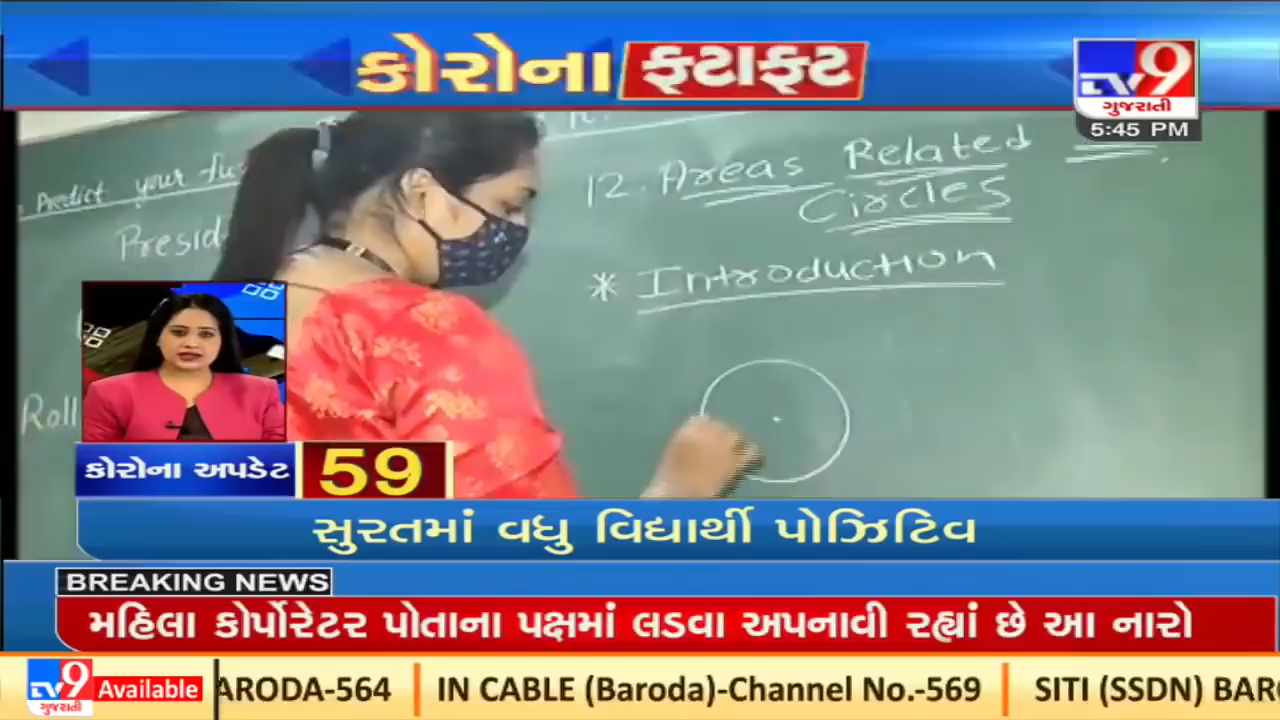 કોરોના ફટાફટ
TV9
ગુજરાતી
5:45 PM
Predict your
12. Areas Related
Circles
* Introduction
Roll
કોરોના અપડેટ 59
સુરતમાં વધુ વિદ્યાર્થી પોઝિટિવ
BREAKING NEWS
મહિલા કોર્પોરેટર પોતાના પક્ષમાં લડવા અપનાવી રહ્યાં છે આ નારો
TV9 ગુજરાતી Available ARODA-564 IN CABLE (Baroda)-Channel No.-569 SITI (SSDN) BAR